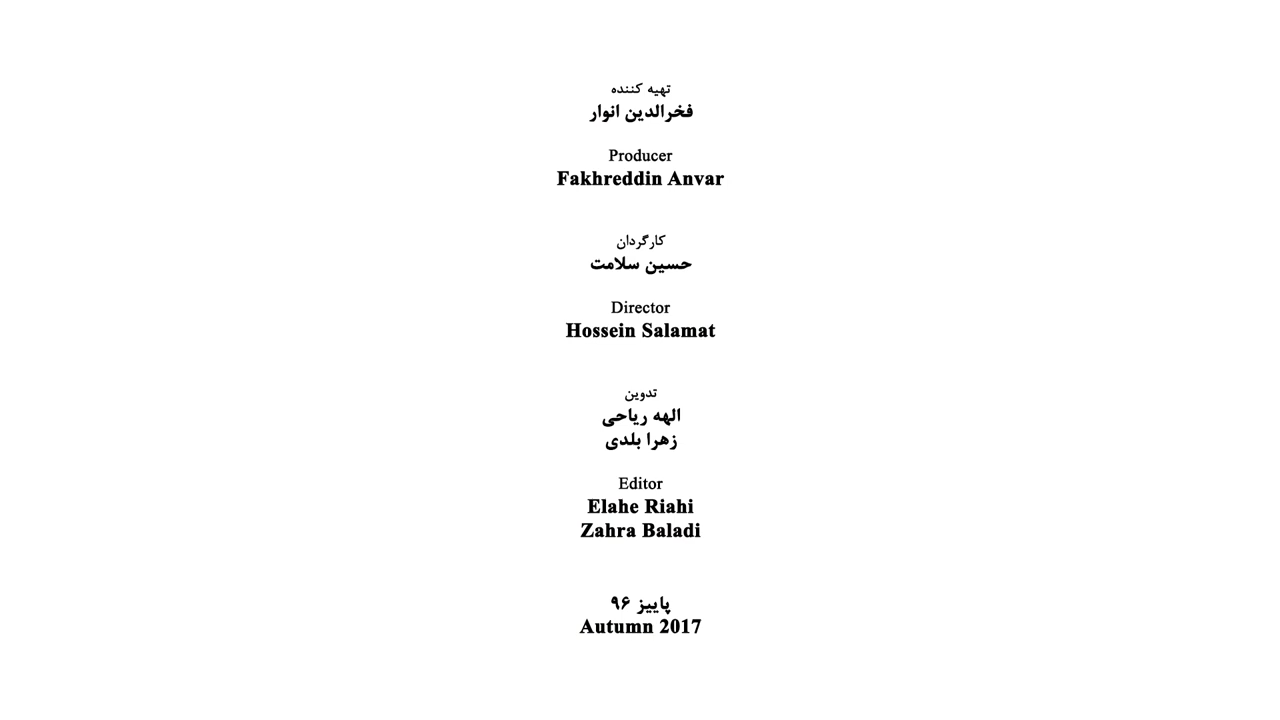 تهیه کننده
فخرالدین انوار
Producer
Fakhreddin Anvar
کارگردان
حسین سلامت
Director
Hossein Salamat
تدوین
الهه ریاحی
زهرا بلدی
Editor
Elahe Riahi
Zahra Baladi
پاییز ۹۶
Autumn 2017